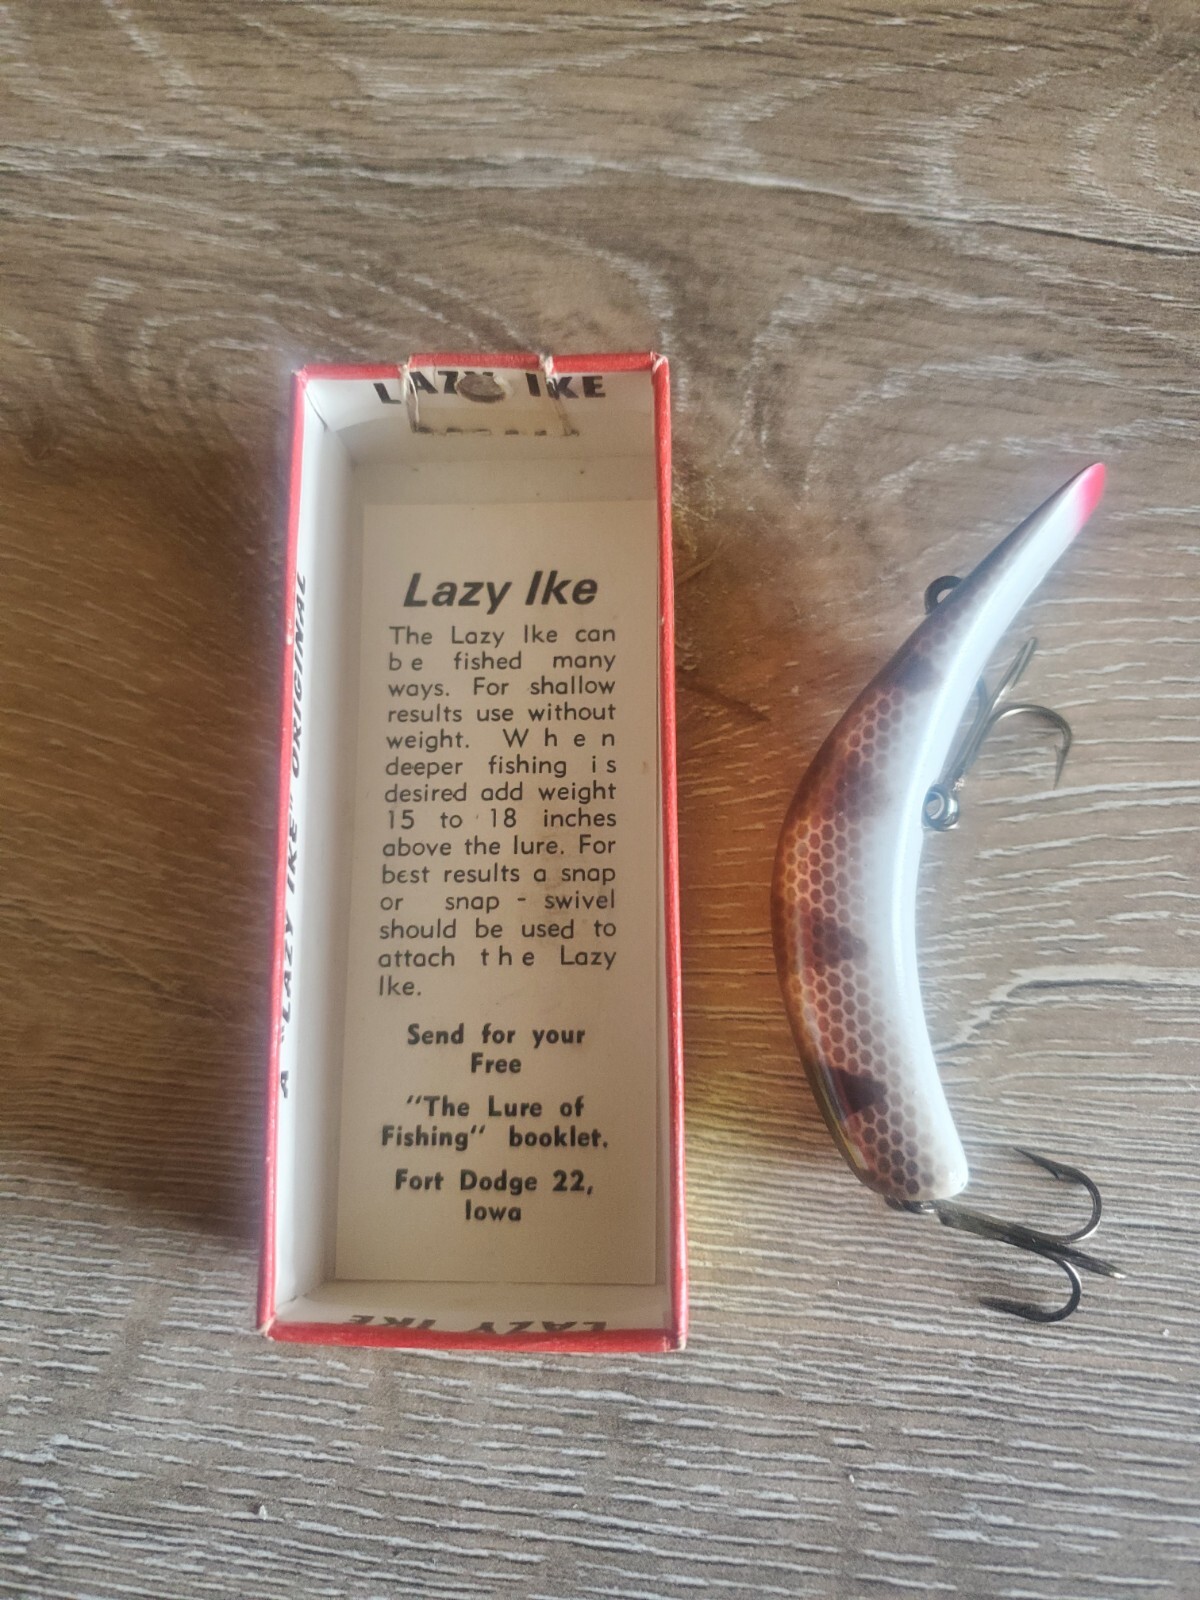 LAZY IKE
A "LAZY IKE" ORIGINAL
Lazy Ike
The Lazy Ike can
be fished many
ways. For shallow
results use without
weight. When
deeper fishing is
desired add weight
15 to 18 inches
above the lure. For
best results a snap
or snap - swivel
should be used to
attach the Lazy
Ike.
Send for your
Free
"The Lure of
Fishing" booklet.
Fort Dodge 22,
Iowa
LAZY IKE